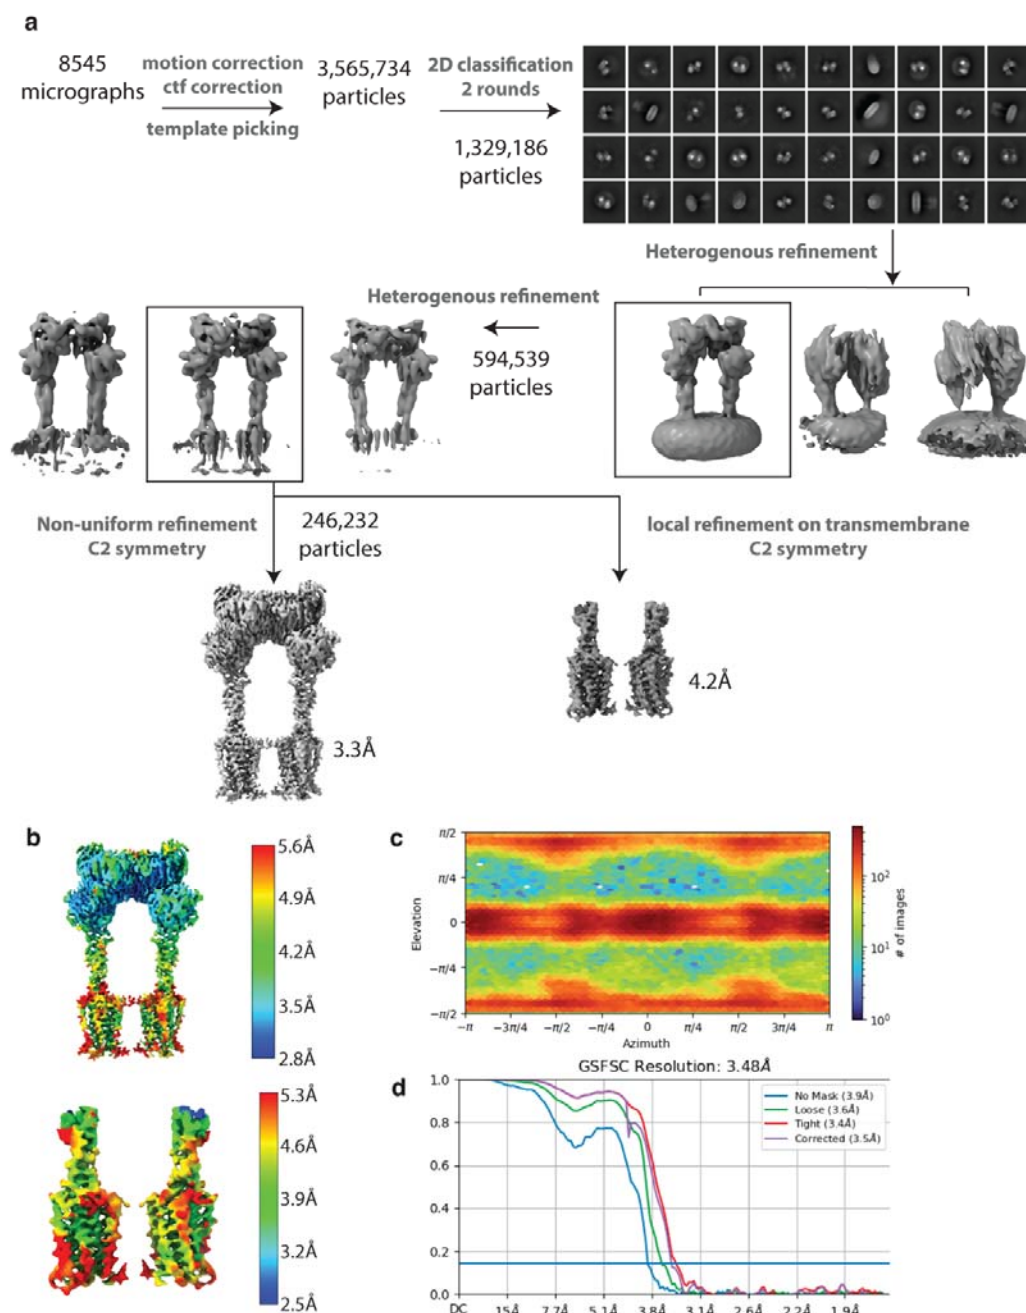 a
8545
micrographs
motion correction
ctf correction
template picking
3,565,734
particles
2D classification
2 rounds
1,329,186
particles
Heterogenous refinement
Heterogenous refinement
594,539
particles
Non-uniform refinement
C2 symmetry
246,232
particles
local refinement on transmembrane
C2 symmetry
3.3Å
4.2Å
b
5.6Å
4.9Å
4.2Å
3.5Å
2.8Å
5.3Å
4.6Å
3.9Å
3.2Å
2.5Å
c
π/2
π/4
0
−π/4
−π/2
Elevation
−π
−3π/4
−π/2
−π/4
0
π/4
π/2
3π/4
π
Azimuth
10²
10¹
10⁰
# of images
d
GSFSC Resolution: 3.48Å
1.0
0.8
0.6
0.4
0.2
0.0
No Mask (3.9Å)
Loose (3.6Å)
Tight (3.4Å)
Corrected (3.5Å)
DC
15Å
7.7Å
5.1Å
3.8Å
3.1Å
2.6Å
2.2Å
1.9Å